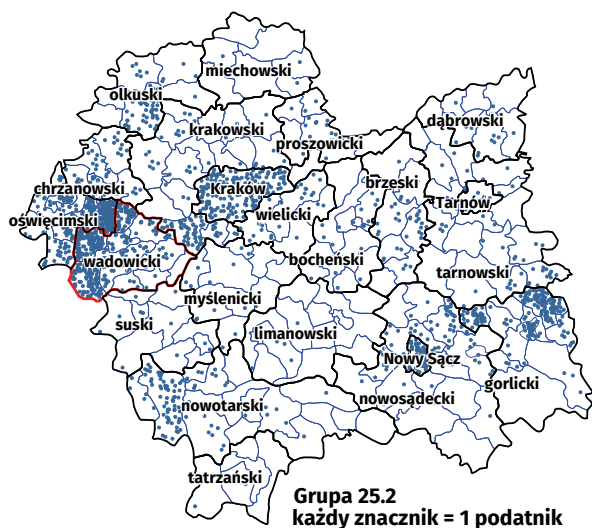 miechowski
olkuski
dąbrowski
krakowski
proszowicki
chrzanowski
Kraków
brzeski
Tarnów
oświęcimski
wielicki
wadowicki
bocheński
tarnowski
myślenicki
suski
limanowski
Nowy Sącz
gorlicki
nowotarski
nowosądecki
tatrzański
Grupa 25.2
każdy znacznik = 1 podatnik